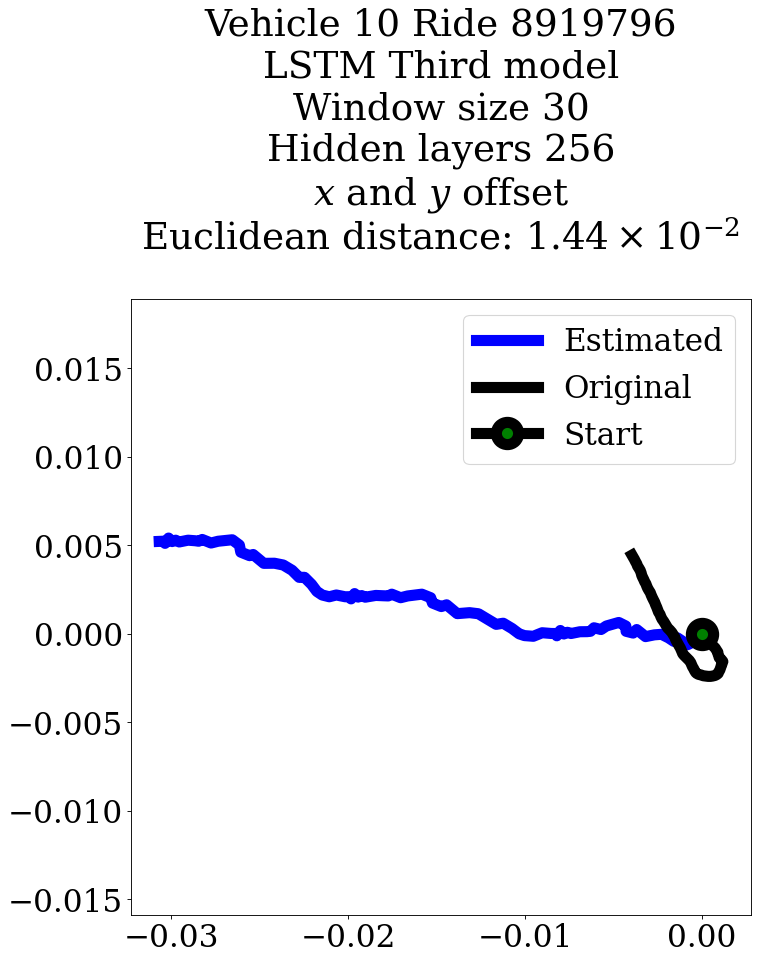 Vehicle 10 Ride 8919796
LSTM Third model
Window size 30
Hidden layers 256
x and y offset
Euclidean distance: 1.44 × 10⁻²
Estimated
Original
Start
0.015
0.010
0.005
0.000
−0.005
−0.010
−0.015
−0.03 −0.02 −0.01 0.00